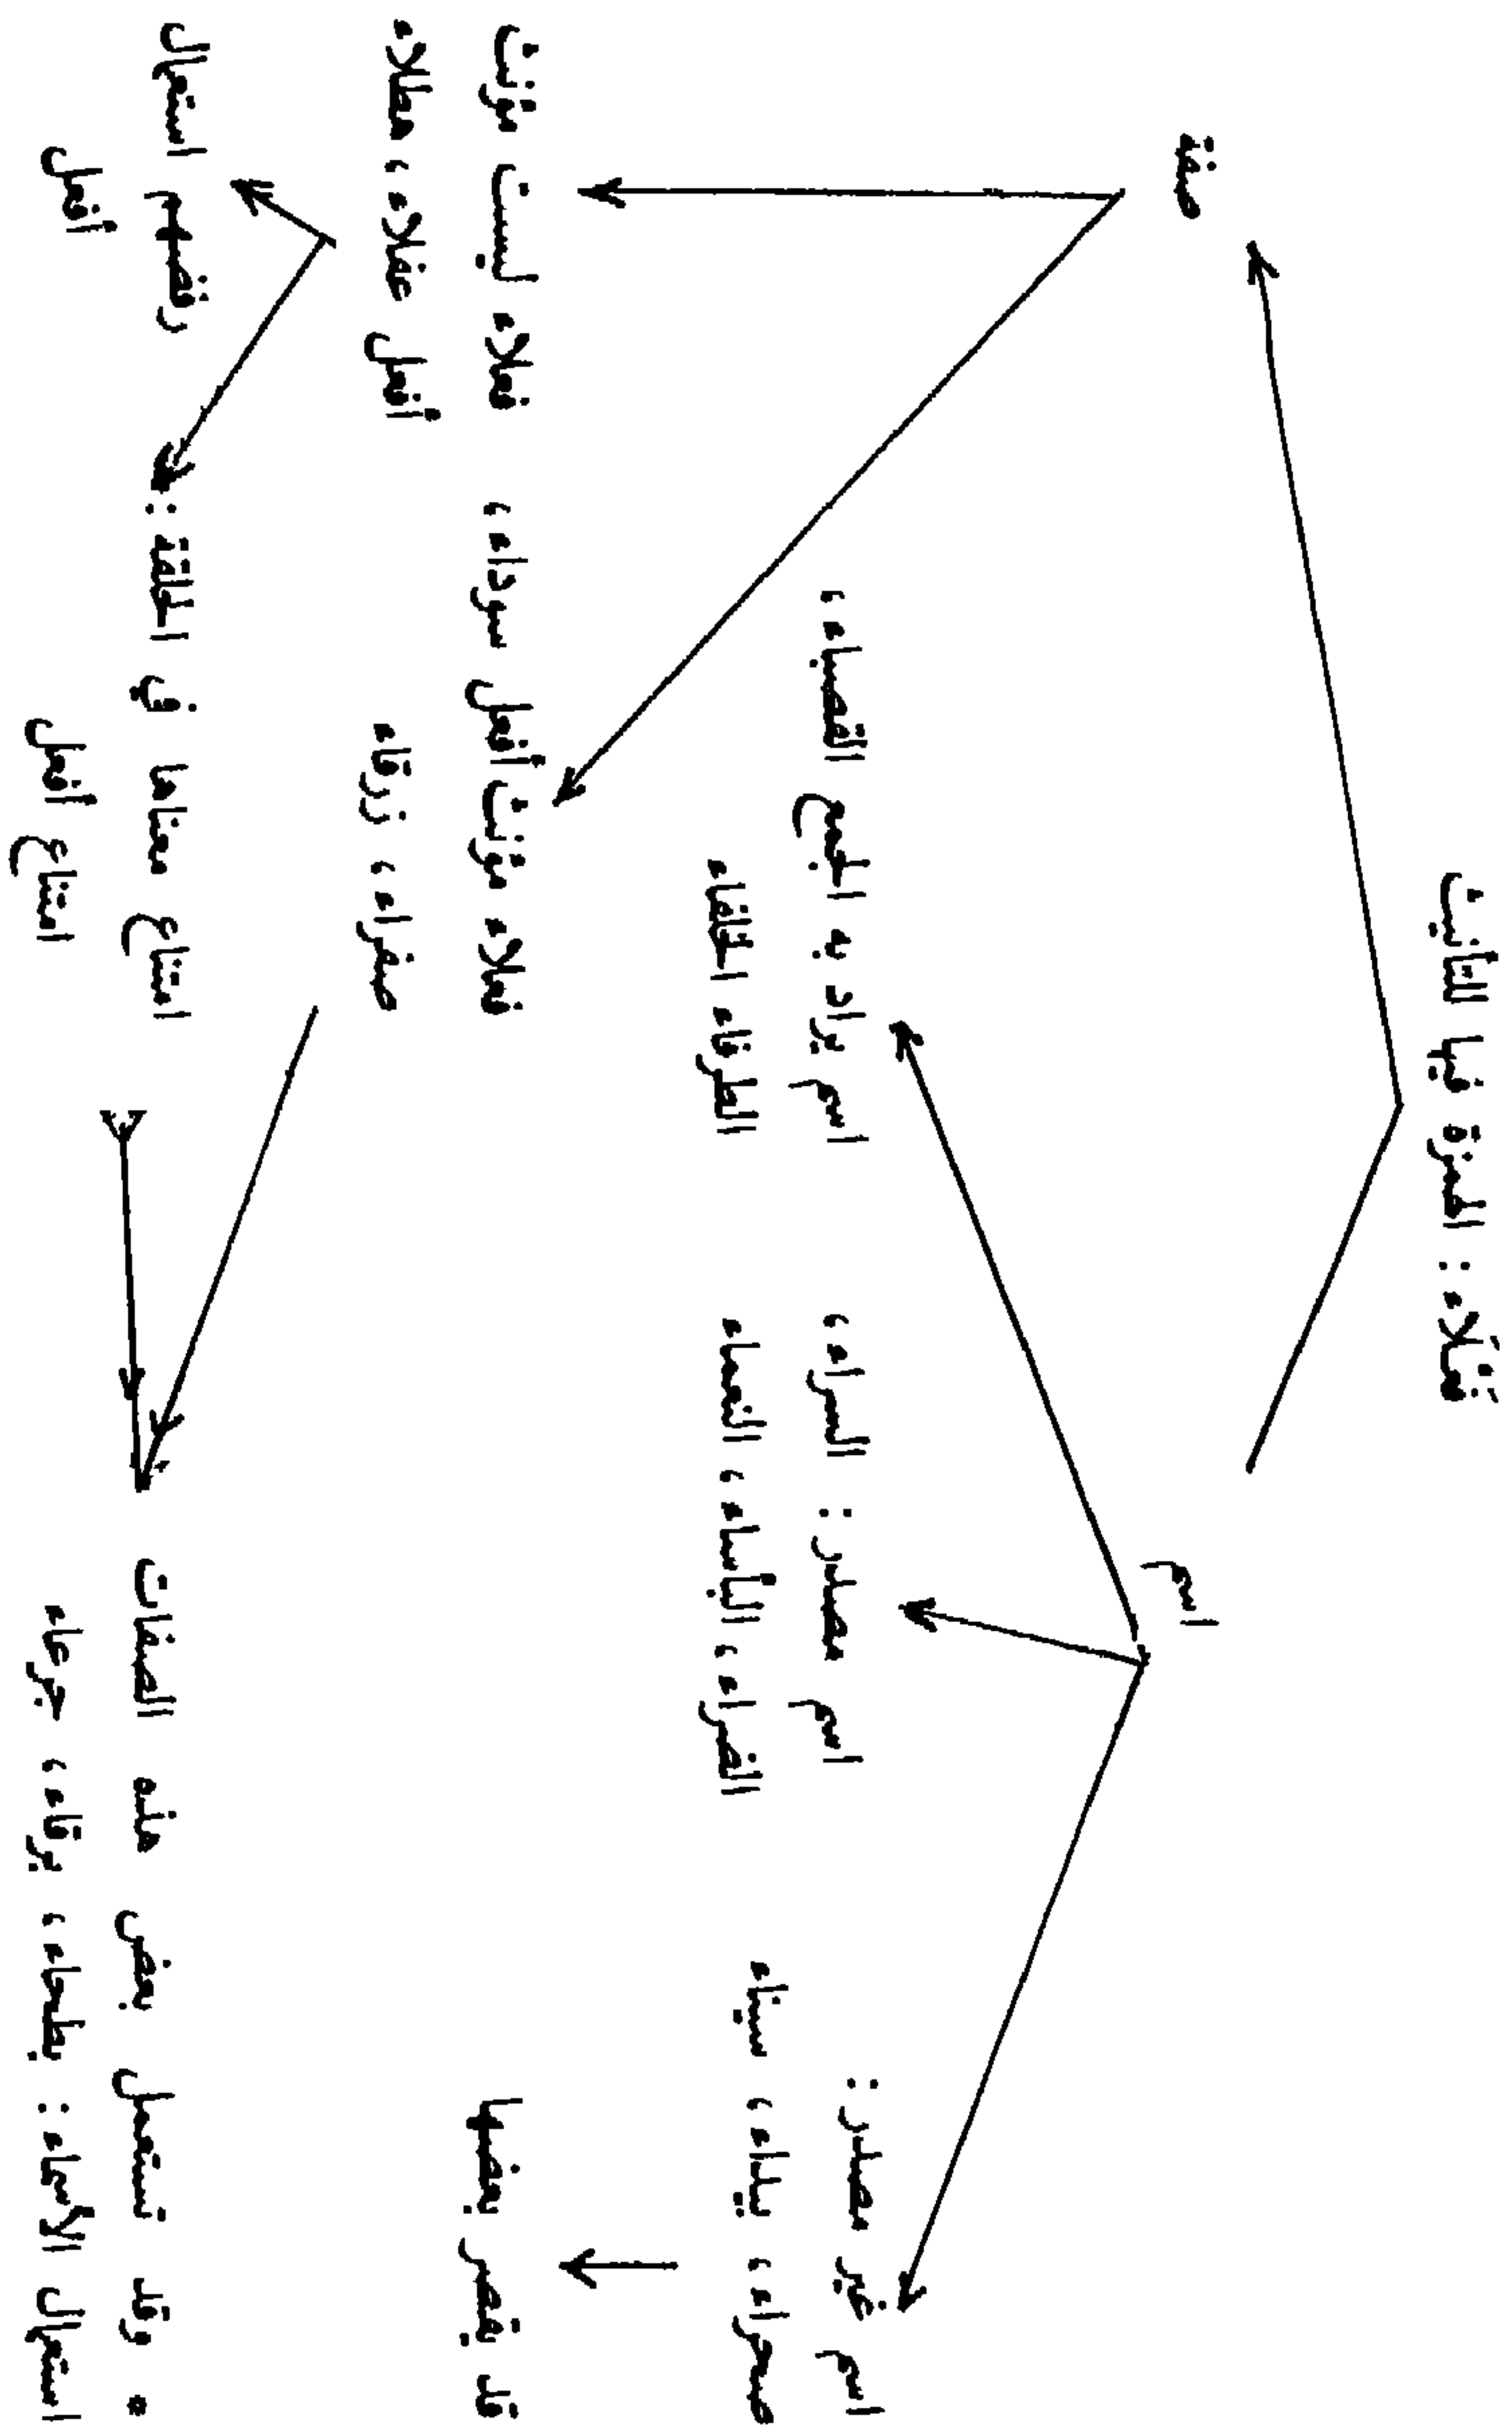 فَعْلَاء : الهمزة فيها للتأنيث
اسم
صفة
اسم غير مصدر :
صحراء، بيداء، سيناء
اسم مصدر : السراء،
الضراء، البأساء، النعماء
اسم يراد به الجمع القصباء،
الطرفاء الحلفاء
قد يقصر بعضها
فعلاء مؤنث أفعل سوداء،
صفراء، زرقاء
فعلاء ليست مؤنث
أفعل عفلاء، هطلاء
امتناع معناها في الخلقة :
امتناع أفعل
رفضهم استعمال
أفعل
* وقد تستعمل بعض هذه الصفات
استعمال الأسماء : بطحاء، برقاء، جرعاء